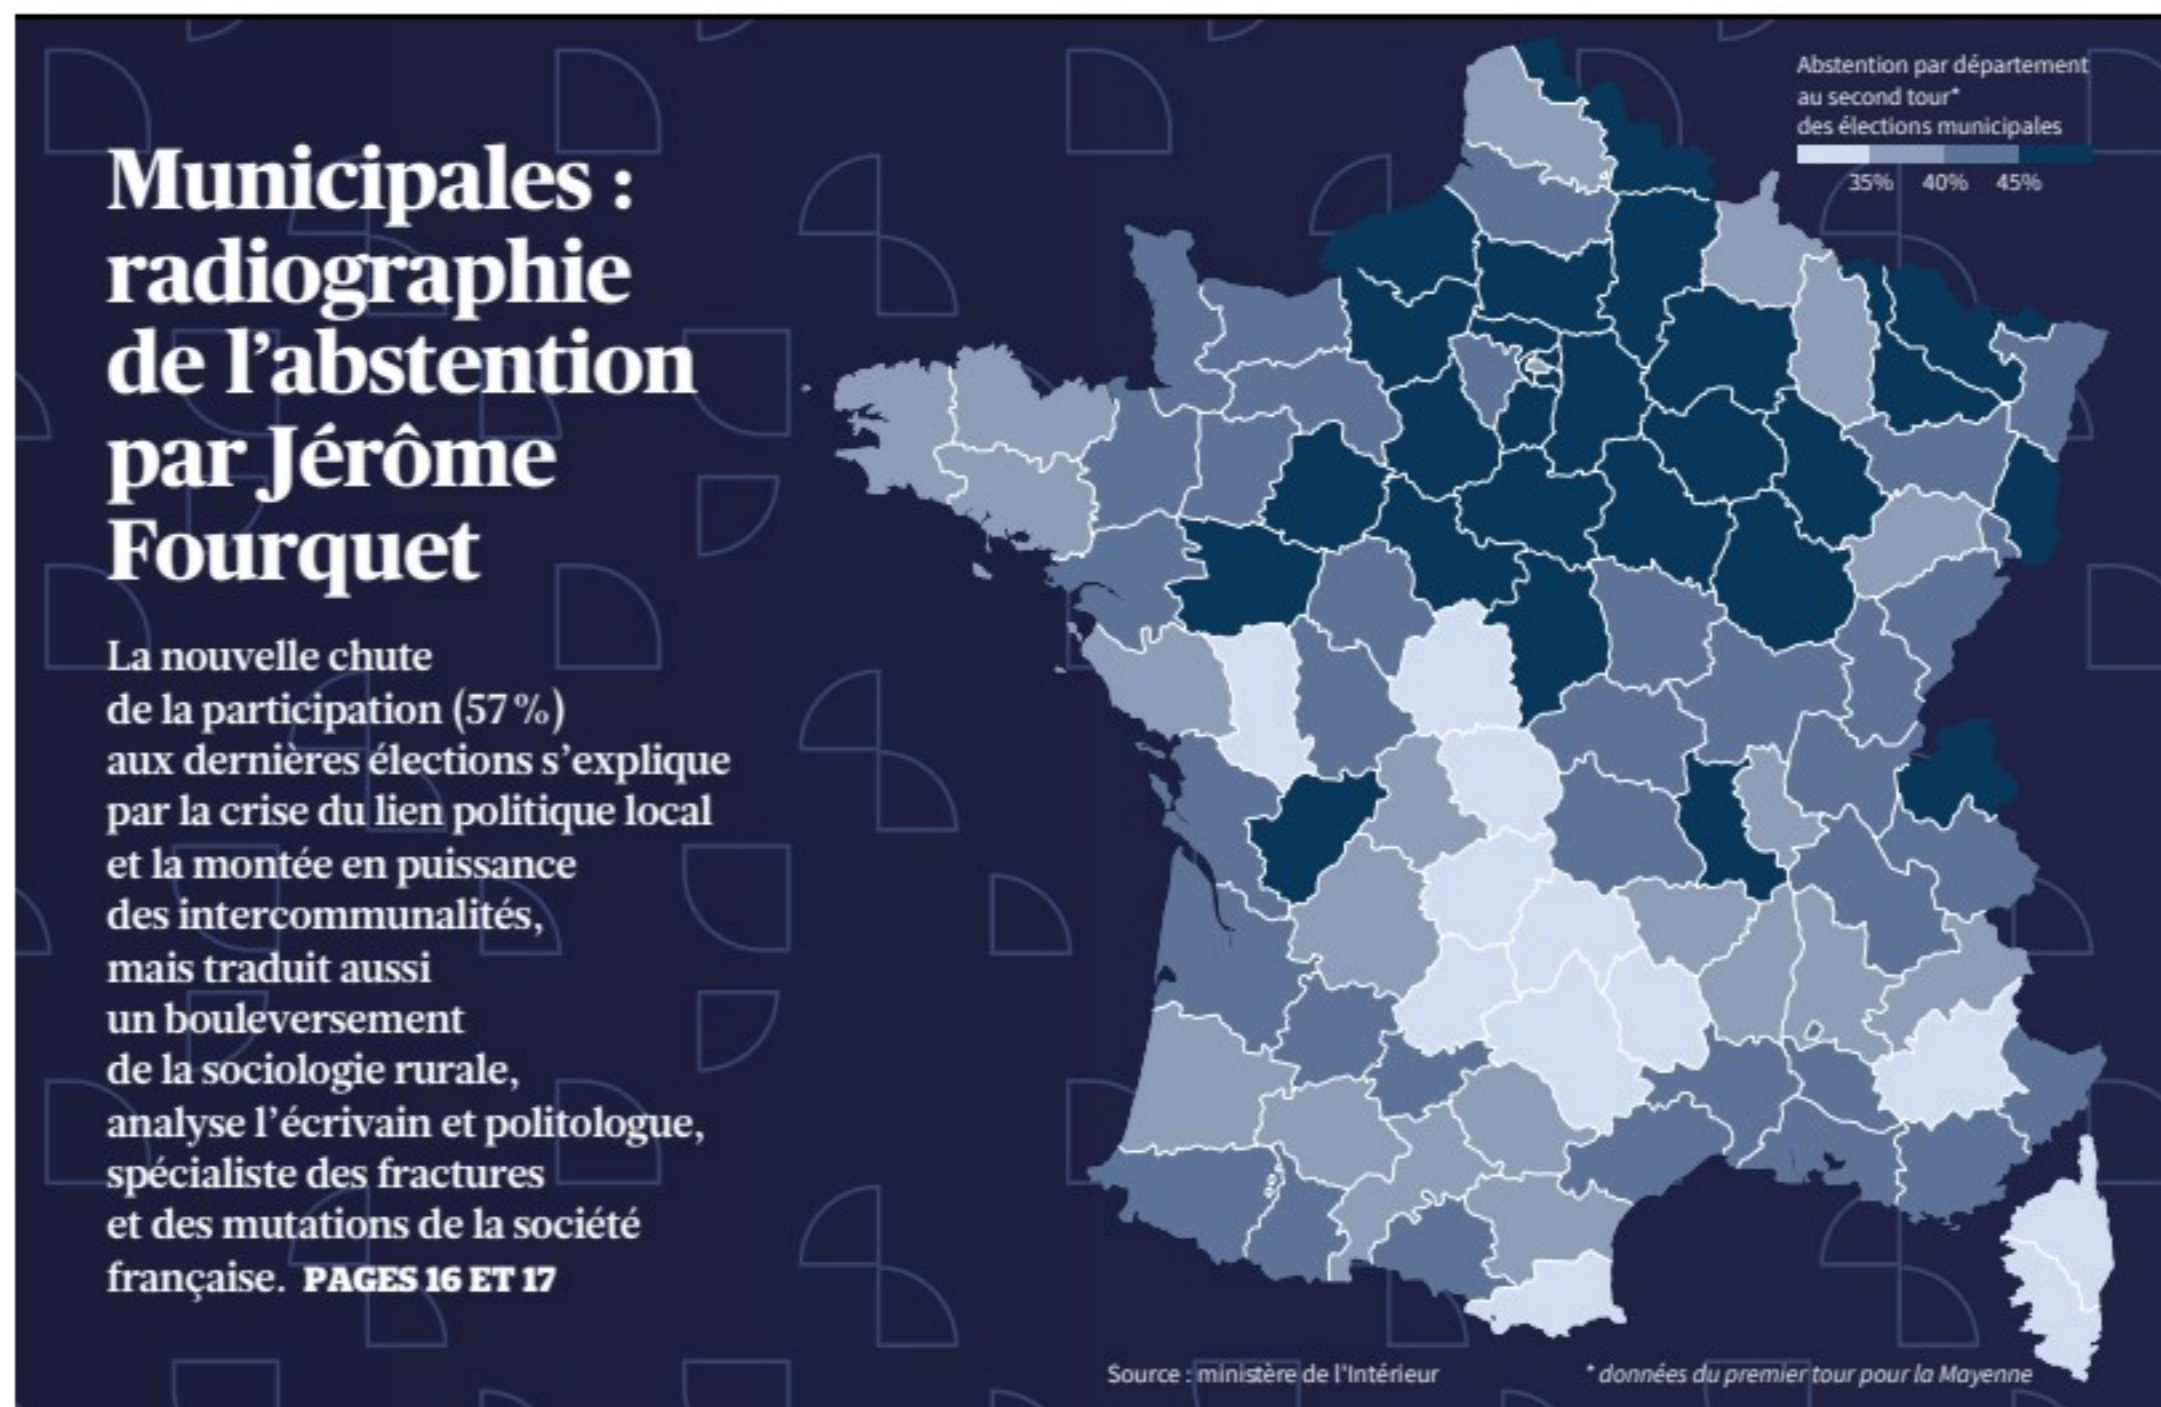 Municipales :
radiographie
de l’abstention
par Jérôme
Fourquet
La nouvelle chute
de la participation (57 %)
aux dernières élections s’explique
par la crise du lien politique local
et la montée en puissance
des intercommunalités,
mais traduit aussi
un bouleversement
de la sociologie rurale,
analyse l’écrivain et politologue,
spécialiste des fractures
et des mutations de la société
française. PAGES 16 ET 17
Abstention par département
au second tour*
des élections municipales
35% 40% 45%
Source : ministère de l'Intérieur
* données du premier tour pour la Mayenne